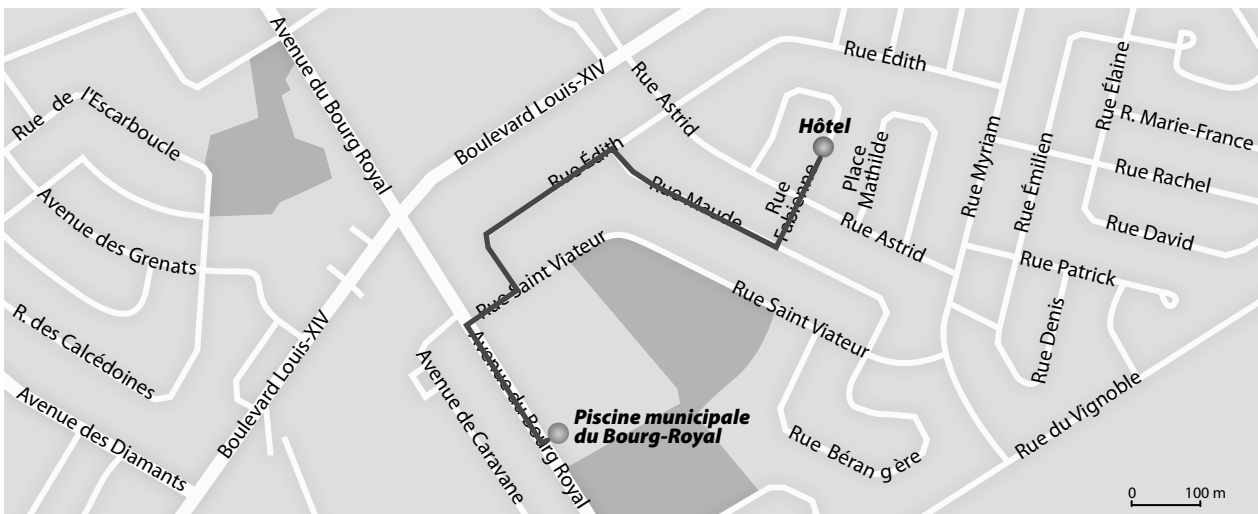 Avenue du Bourg Royal
Boulevard Louis-XIV
Rue Astrid
Rue Édith
Rue Élaine
R. Marie-France
Rue de l'Escarboucle
Hôtel
Place
Mathilde
Rue Myriam
Rue Émilien
Rue Rachel
Rue Édith
Rue Maude
Rue
Fabienne
Rue Astrid
Rue David
Avenue des Grenats
Rue Saint Viateur
Rue Patrick
Rue Saint Viateur
Rue Denis
R. des Calcédoines
Boulevard Louis-XIV
Avenue de Caravane
Avenue du Bourg Royal
Piscine municipale
du Bourg-Royal
Avenue des Diamants
Rue Bérangère
Rue du Vignoble
0 100 m